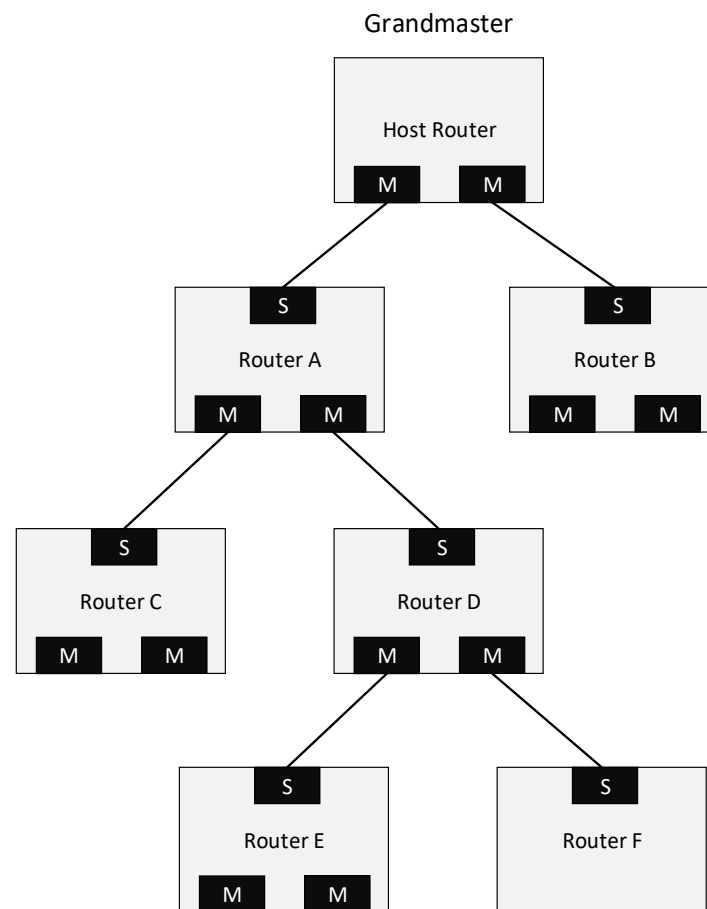 Grandmaster
Host Router
M M
S S
Router A Router B
M M M M
S S
Router C Router D
M M M M
S S
Router E Router F
M M